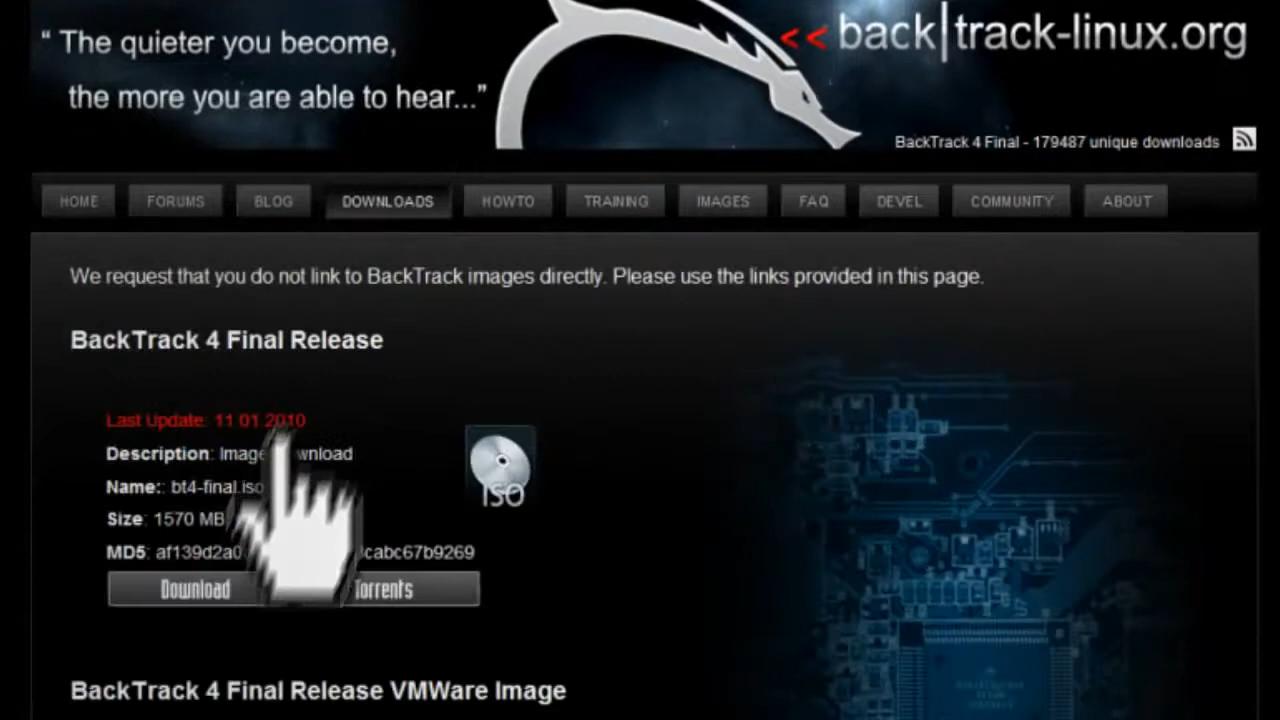 “ The quieter you become,
the more you are able to hear...”
<< back|track-linux.org
BackTrack 4 Final - 179487 unique downloads
HOME FORUMS BLOG DOWNLOADS HOWTO TRAINING IMAGES FAQ DEVEL COMMUNITY ABOUT
We request that you do not link to BackTrack images directly. Please use the links provided in this page.
BackTrack 4 Final Release
Last Update: 11 01 2010
Description: Image
Name:: bt4-final.iso
ISO
Size: 1570 MB
MD5: af139d2a0 cabc67b9269
Download Torrents
BackTrack 4 Final Release VMWare Image